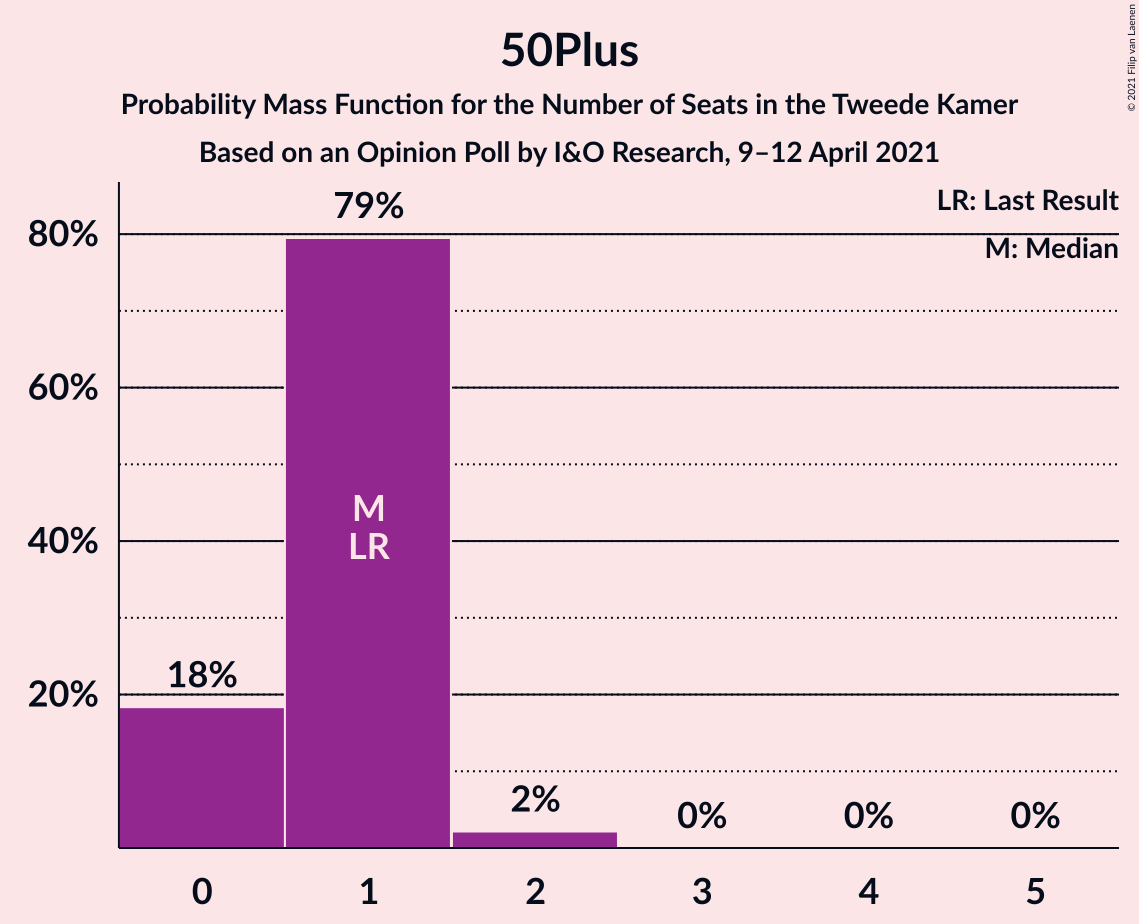 50Plus
Probability Mass Function for the Number of Seats in the Tweede Kamer
Based on an Opinion Poll by I&O Research, 9–12 April 2021
© 2021 Filip van Laenen
LR: Last Result
M: Median
80%
60%
40%
20%
18%
79%
2%
0%
0%
0%
M
LR
0
1
2
3
4
5